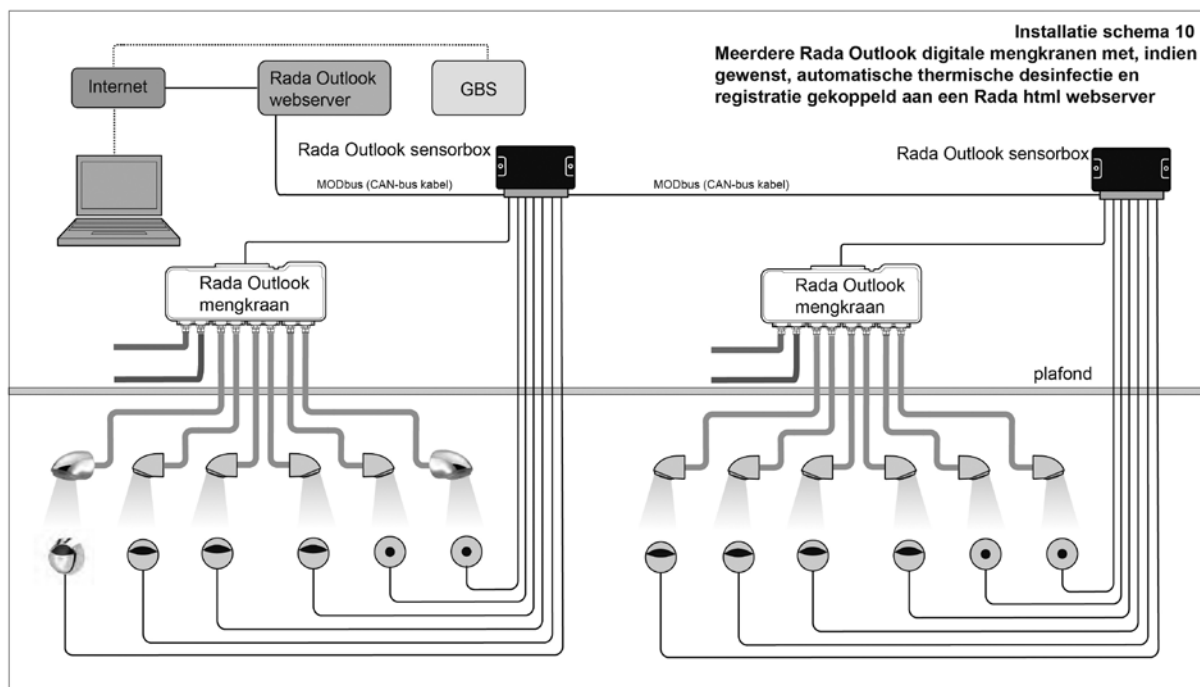 Installatie schema 10
Meerdere Rada Outlook digitale mengkranen met, indien
gewenst, automatische thermische desinfectie en
registratie gekoppeld aan een Rada html webserver
Internet
Rada Outlook
webserver
GBS
Rada Outlook sensorbox
Rada Outlook sensorbox
MODbus (CAN-bus kabel)
MODbus (CAN-bus kabel)
Rada Outlook
mengkraan
Rada Outlook
mengkraan
plafond